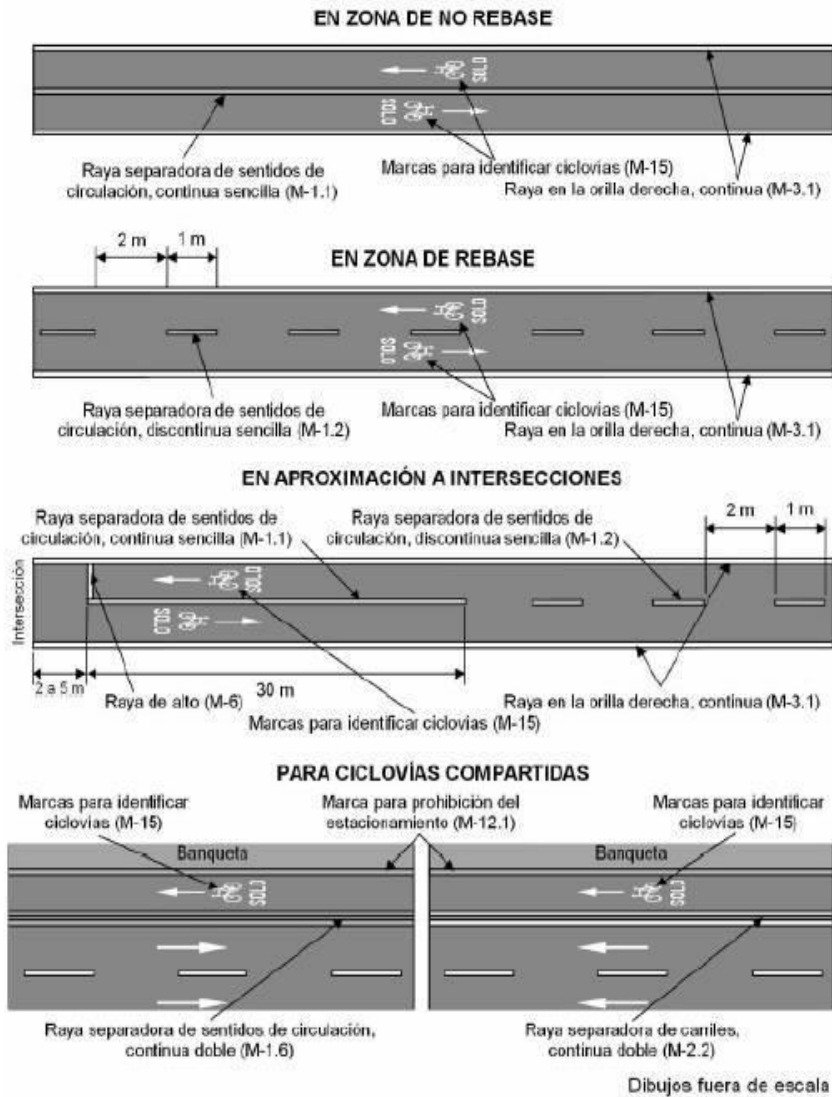 EN ZONA DE NO REBASE
SOLO
SOLO
Raya separadora de sentidos de
circulación, continua sencilla (M-1.1)
Marcas para identificar ciclovías (M-15)
Raya en la orilla derecha, continua (M-3.1)
2 m
1 m
EN ZONA DE REBASE
SOLO
SOLO
Raya separadora de sentidos de
circulación, discontinua sencilla (M-1.2)
Marcas para identificar ciclovías (M-15)
Raya en la orilla derecha, continua (M-3.1)
EN APROXIMACIÓN A INTERSECCIONES
Raya separadora de sentidos de
circulación, continua sencilla (M-1.1)
Raya separadora de sentidos de
circulación, discontinua sencilla (M-1.2)
2 m
1 m
Intersección
SOLO
SOLO
2 a 5 m
Raya de alto (M-6)
30 m
Marcas para identificar ciclovías (M-15)
Raya en la orilla derecha, continua (M-3.1)
PARA CICLOVÍAS COMPARTIDAS
Marcas para identificar
ciclovías (M-15)
Marca para prohibición del
estacionamiento (M-12.1)
Marcas para identificar
ciclovías (M-15)
Banqueta
Banqueta
SOLO
SOLO
Raya separadora de sentidos de circulación,
continua doble (M-1.6)
Raya separadora de carriles,
continua doble (M-2.2)
Dibujos fuera de escala